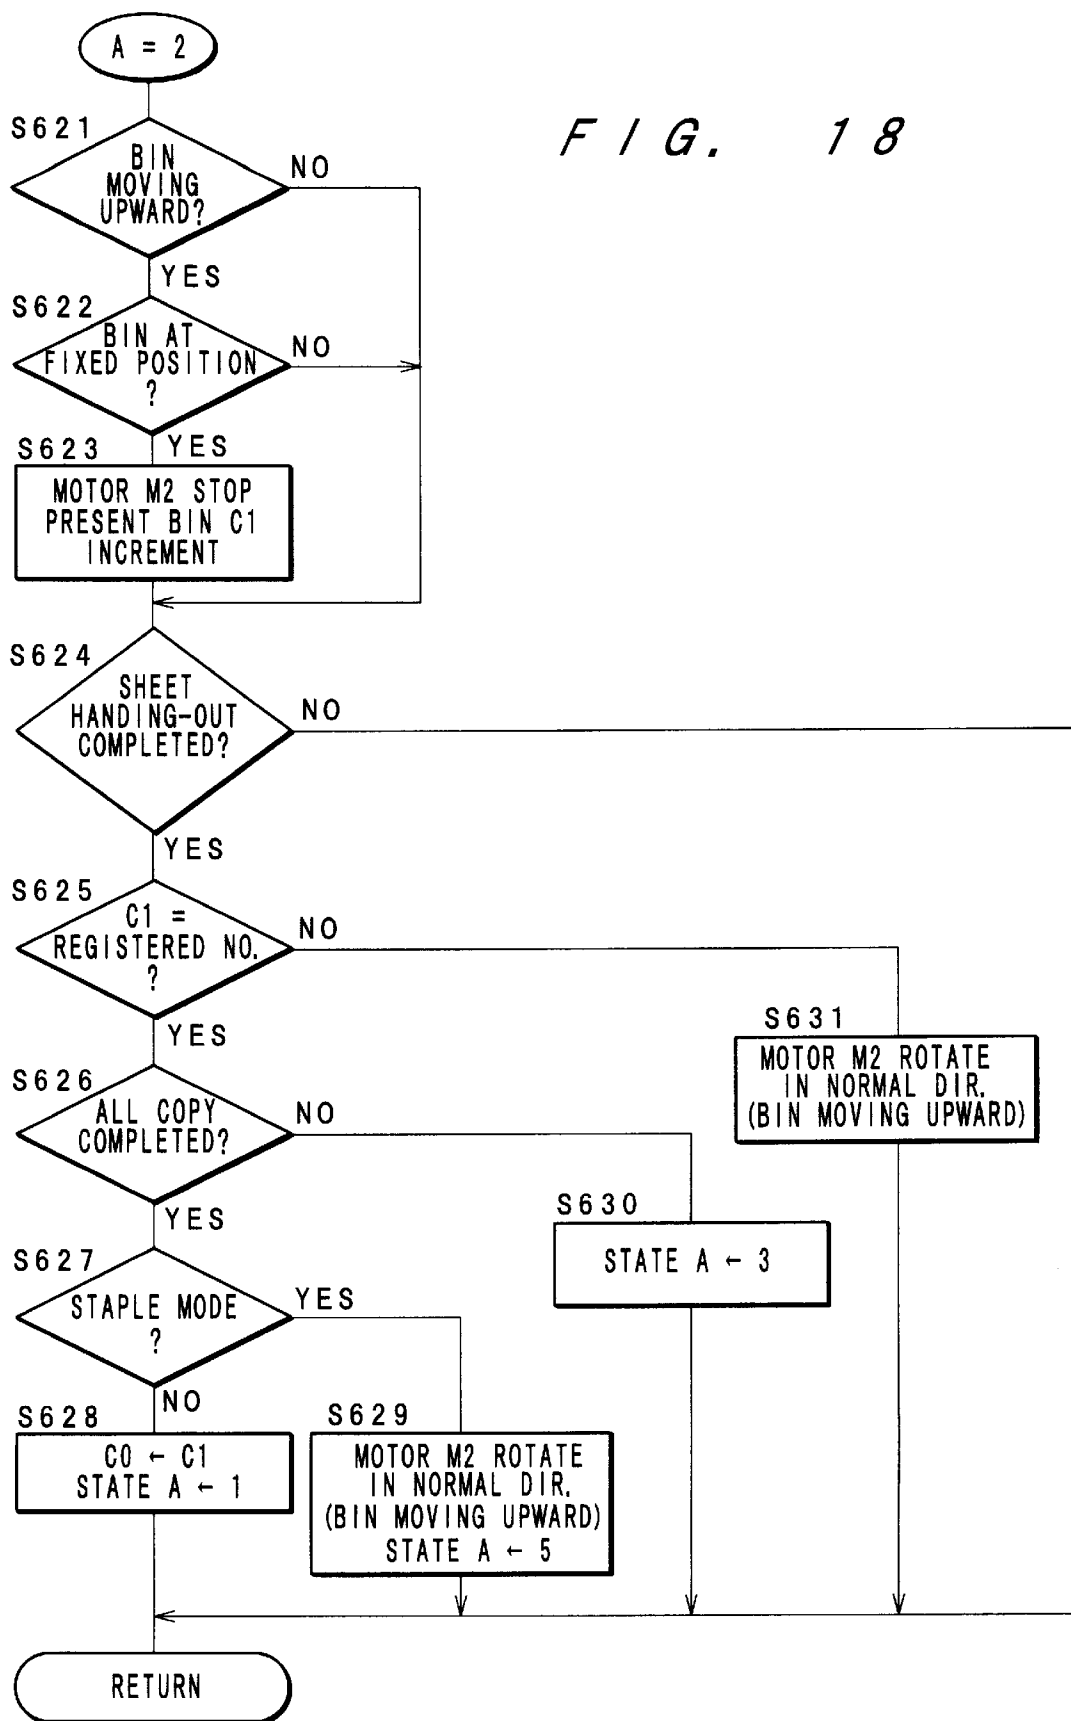 A = 2
FIG. 18
S621
BIN
MOVING
UPWARD?
NO
YES
S622
BIN AT
FIXED POSITION
?
NO
YES
S623
MOTOR M2 STOP
PRESENT BIN C1
INCREMENT
S624
SHEET
HANDING-OUT
COMPLETED?
NO
YES
S625
C1 =
REGISTERED NO.
?
NO
YES
S631
MOTOR M2 ROTATE
IN NORMAL DIR.
(BIN MOVING UPWARD)
S626
ALL COPY
COMPLETED?
NO
YES
S630
STATE A ← 3
S627
STAPLE MODE
?
YES
NO
S628
C0 ← C1
STATE A ← 1
S629
MOTOR M2 ROTATE
IN NORMAL DIR.
(BIN MOVING UPWARD)
STATE A ← 5
RETURN